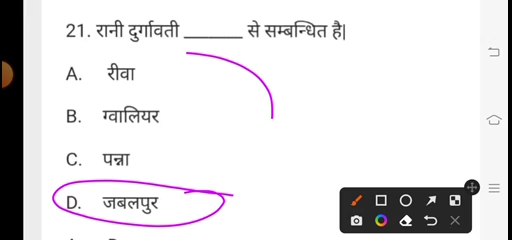 21. रानी दुर्गावती ______ से सम्बन्धित है|
A. रीवा
B. ग्वालियर
C. पन्ना
D. जबलपुर